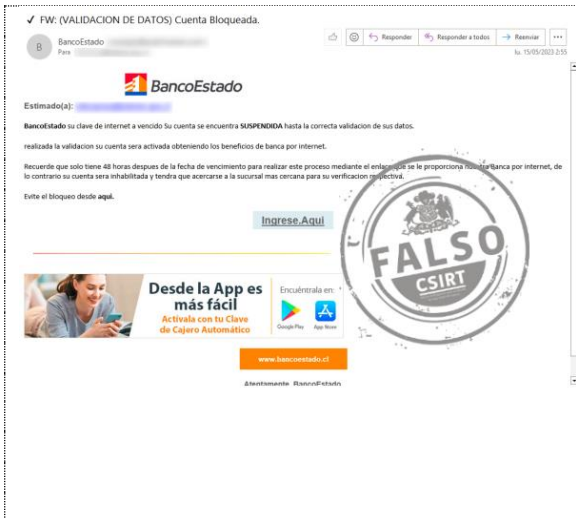 ✓ FW: (VALIDACION DE DATOS) Cuenta Bloqueada.
B
BancoEstado
Para
Responder
Responder a todos
Reenviar
lu. 15/05/2023 2:55
BancoEstado
Estimado(a):
BancoEstado su clave de internet a vencido Su cuenta se encuentra SUSPENDIDA hasta la correcta validacion de sus datos.
realizada la validacion su cuenta sera activada obteniendo los beneficios de banca por internet.
Recuerde que solo tiene 48 horas despues de la fecha de vencimiento para realizar este proceso mediante el enlace que se le proporciona nuestra Banca por internet, de
lo contrario su cuenta sera inhabilitada y tendra que acercarse a la sucursal mas cercana para su verificacion respectiva.
Evite el bloqueo desde aqui.
Ingrese.Aqui
FALSO
CSIRT
Desde la App es
más fácil
Actívala con tu Clave
de Cajero Automático
Encuéntrala en:
Google Play
App Store
www.bancoestado.cl
Atentamente BancoEstado